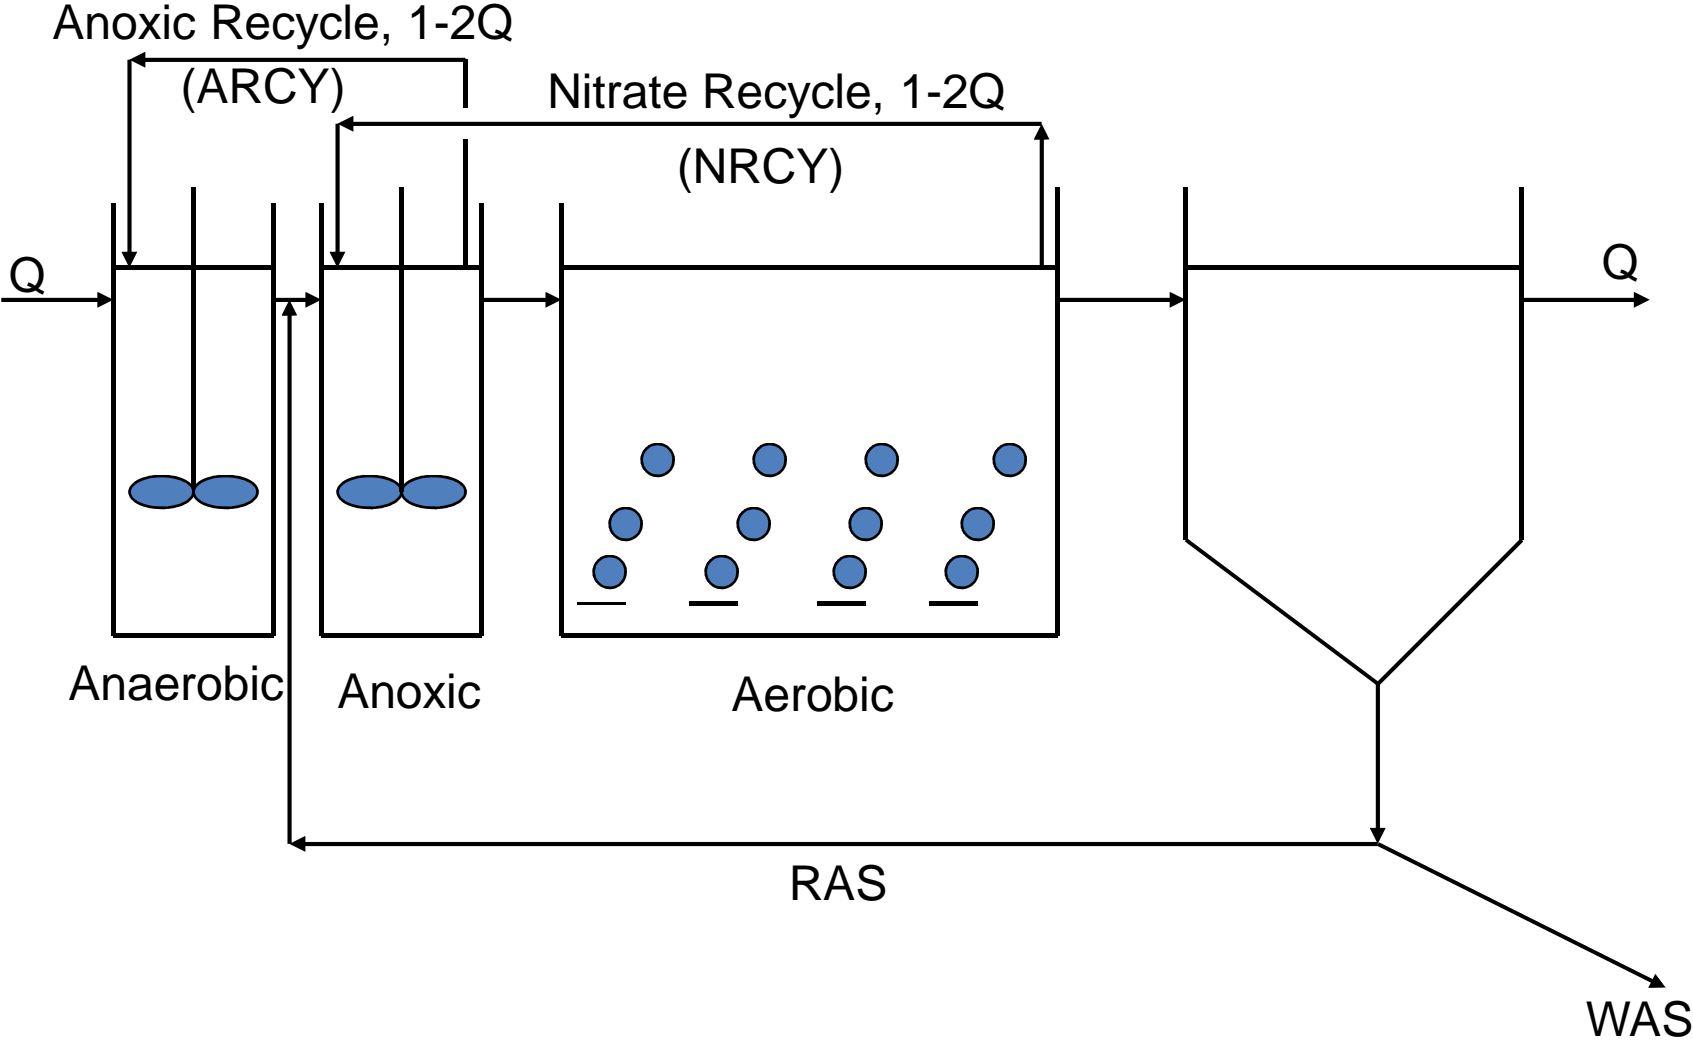 Anoxic Recycle, 1-2Q
(ARCY)
Nitrate Recycle, 1-2Q
(NRCY)
Q
Q
Anaerobic
Anoxic
Aerobic
RAS
WAS